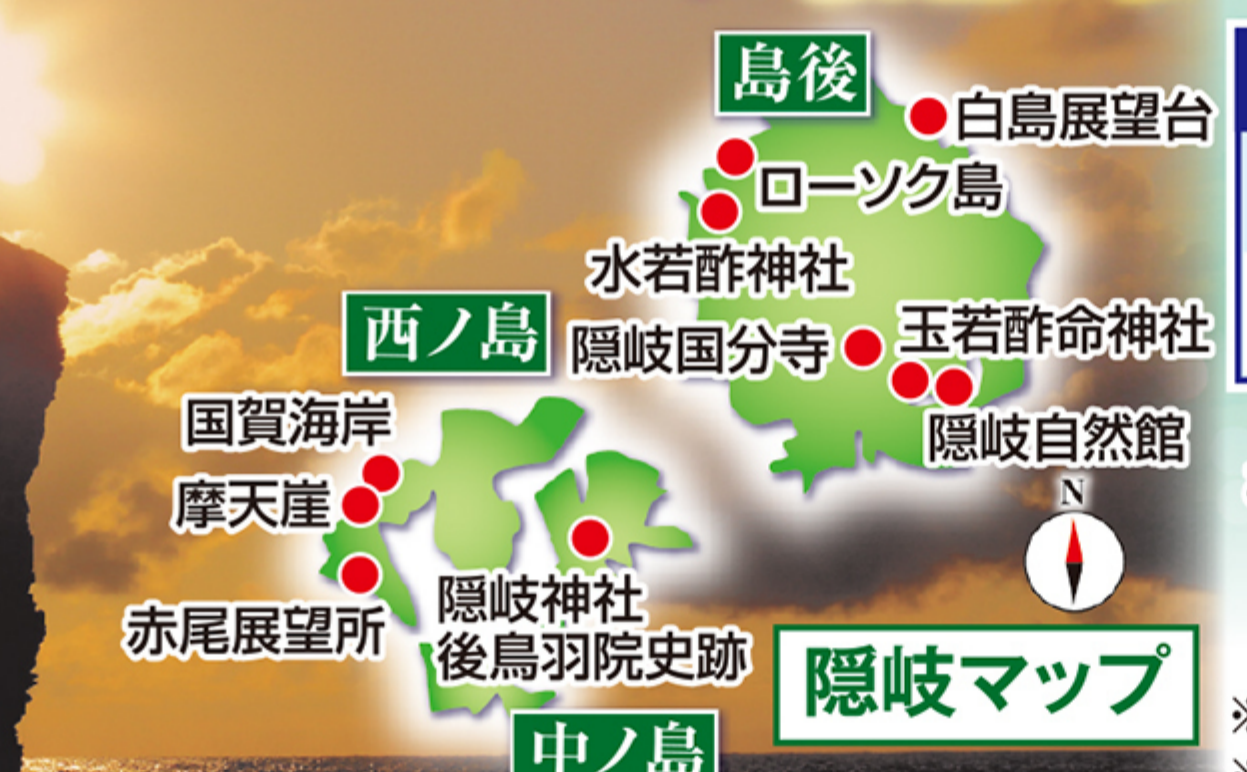 島後
白島展望台
ローソク島
水若酢神社
西ノ島
隠岐国分寺
玉若酢命神社
隠岐自然館
国賀海岸
摩天崖
N
赤尾展望所
隠岐神社
後鳥羽院史跡
隠岐マップ
中ノ島
※